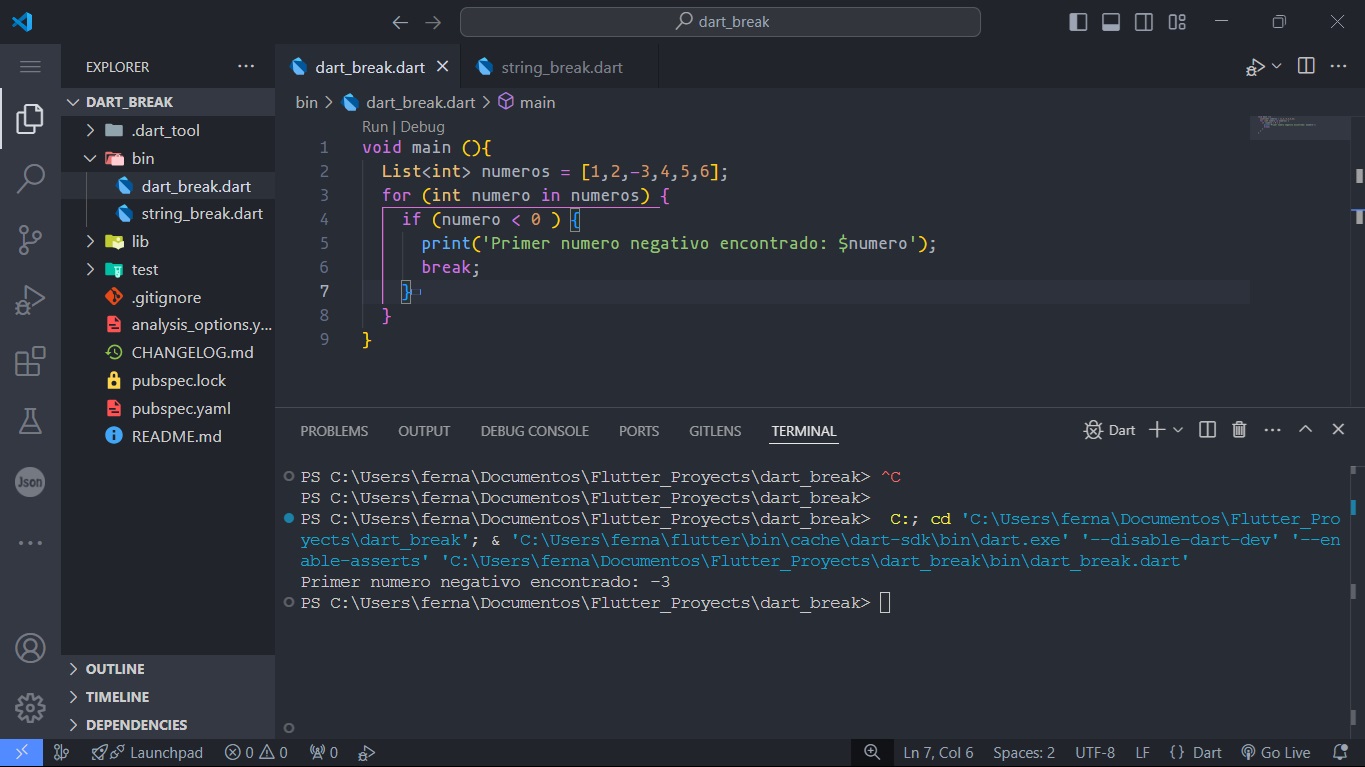 dart_break
EXPLORER
DART_BREAK
.dart_tool
bin
dart_break.dart
string_break.dart
lib
test
.gitignore
analysis_options.y...
CHANGELOG.md
pubspec.lock
pubspec.yaml
README.md
Json
OUTLINE
TIMELINE
DEPENDENCIES
dart_break.dart
string_break.dart
bin > dart_break.dart > main
Run | Debug
1 void main (){
2 List<int> numeros = [1,2,-3,4,5,6];
3 for (int numero in numeros) {
4 if (numero < 0 ) {
5 print('Primer numero negativo encontrado: $numero');
6 break;
7 }
8 }
9 }
PROBLEMS OUTPUT DEBUG CONSOLE PORTS GITLENS TERMINAL Dart
PS C:\Users\ferna\Documentos\Flutter_Proyects\dart_break> ^C
PS C:\Users\ferna\Documentos\Flutter_Proyects\dart_break>
PS C:\Users\ferna\Documentos\Flutter_Proyects\dart_break>  C:; cd 'C:\Users\ferna\Documentos\Flutter_Pro
yects\dart_break'; & 'C:\Users\ferna\flutter\bin\cache\dart-sdk\bin\dart.exe' '--disable-dart-dev' '--en
able-asserts' 'C:\Users\ferna\Documentos\Flutter_Proyects\dart_break\bin\dart_break.dart'
Primer numero negativo encontrado: -3
PS C:\Users\ferna\Documentos\Flutter_Proyects\dart_break>
Launchpad 0 0 0 Ln 7, Col 6 Spaces: 2 UTF-8 LF {} Dart Go Live